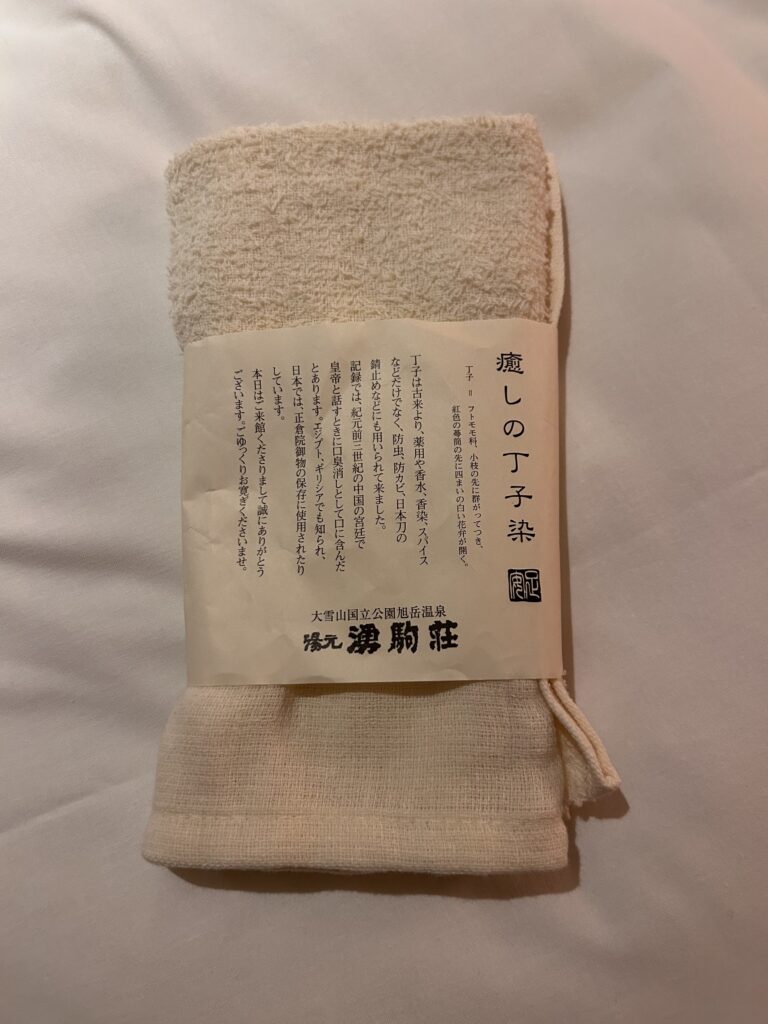 癒しの丁子染
丁子 = フトモモ科、小枝の先に群がってつき、
紅色の萼筒の先に四まいの白い花弁が開く。
丁子は古来より、薬用や香水、香染、スパイス
などだけでなく、防虫、防カビ、日本刀の
錆止めなどにも用いられて来ました。
記録では、紀元前三世紀の中国の宮廷で
皇帝と話すときに口臭消しとして口に含んだ
とあります。エジプト、ギリシアでも知られ、
日本では、正倉院御物の保存に使用されたり
しています。
本日はご来館くださりまして誠にありがとう
ございます。ごゆっくりお寛ぎくださいませ。
大雪山国立公園旭岳温泉
湯元 湧駒荘